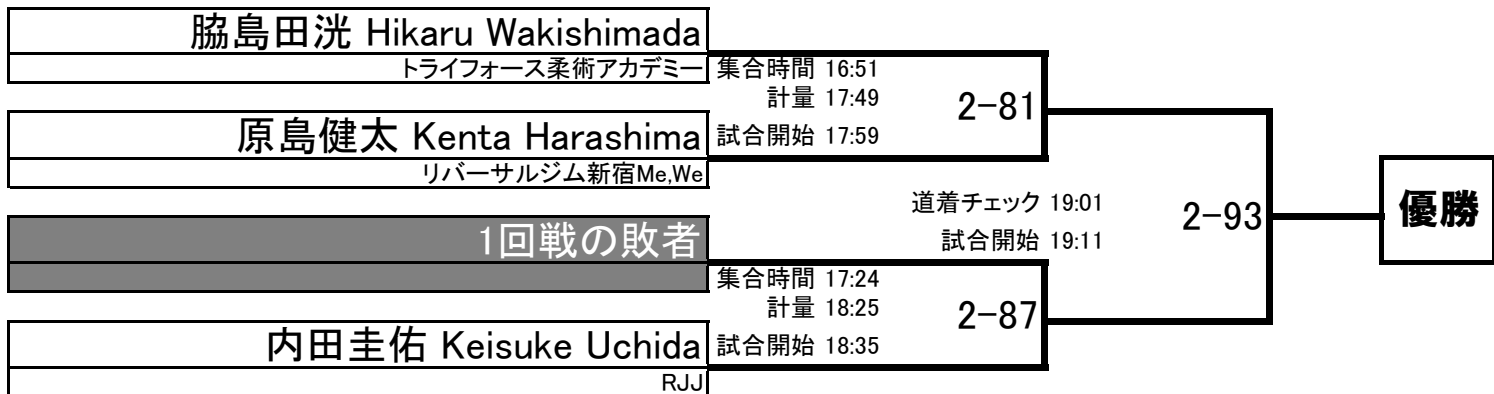 脇島田洸 Hikaru Wakishimada
トライフォース柔術アカデミー
集合時間 16:51
計量 17:49
2-81
原島健太 Kenta Harashima
試合開始 17:59
リバーサルジム新宿Me,We
道着チェック 19:01
2-93
優勝
1回戦の敗者
試合開始 19:11
集合時間 17:24
計量 18:25
2-87
内田圭佑 Keisuke Uchida
試合開始 18:35
RJJ